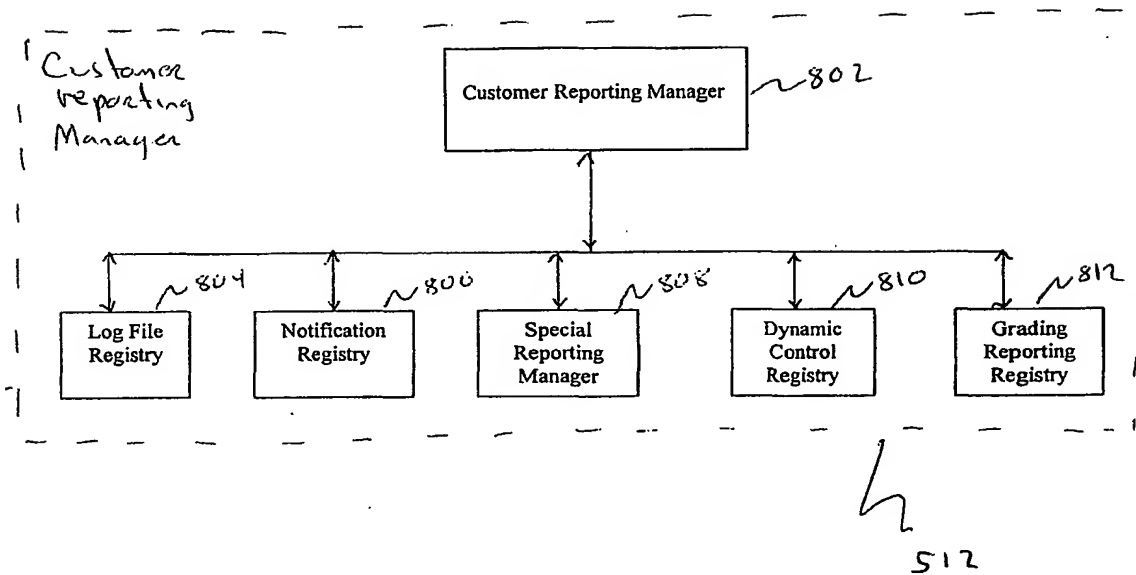 Customer
reporting
Manager
Customer Reporting Manager
802
804
800
808
810
812
Log File
Registry
Notification
Registry
Special
Reporting
Manager
Dynamic
Control
Registry
Grading
Reporting
Registry
512